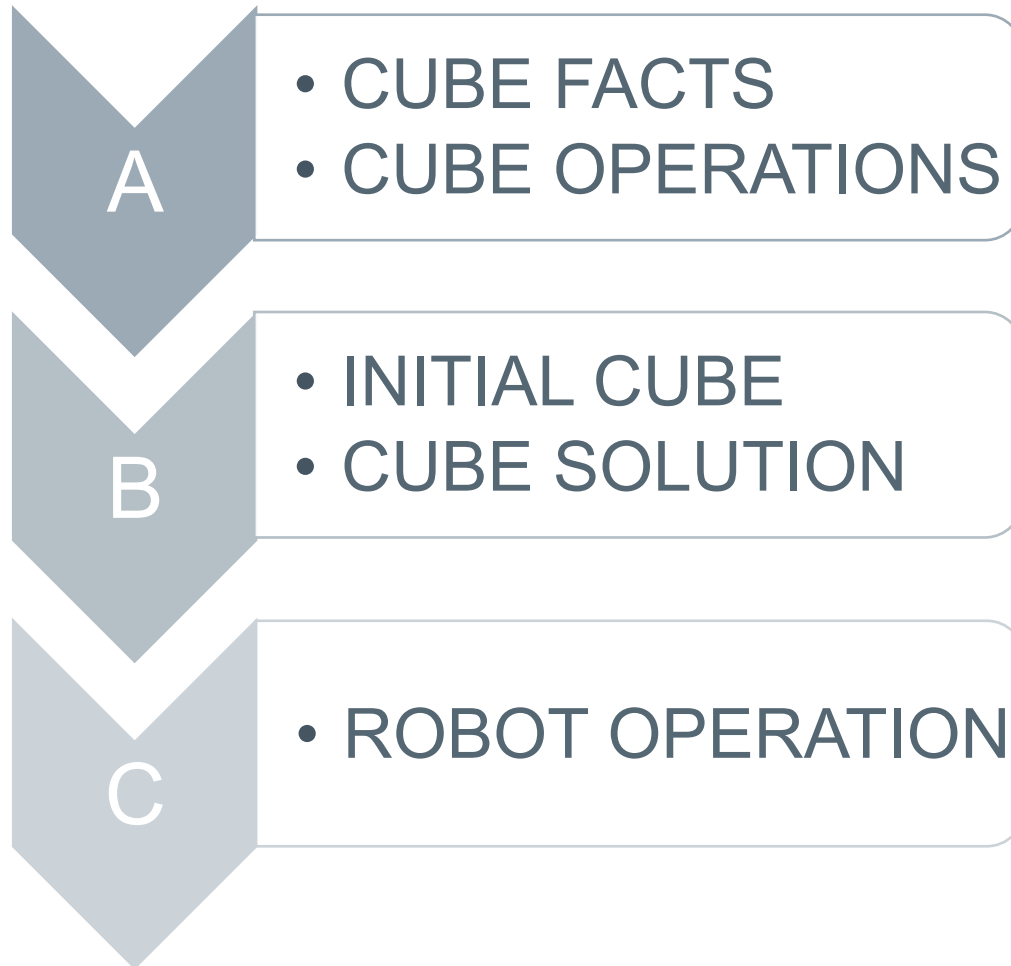 A
• CUBE FACTS
• CUBE OPERATIONS
B
• INITIAL CUBE
• CUBE SOLUTION
C
• ROBOT OPERATION